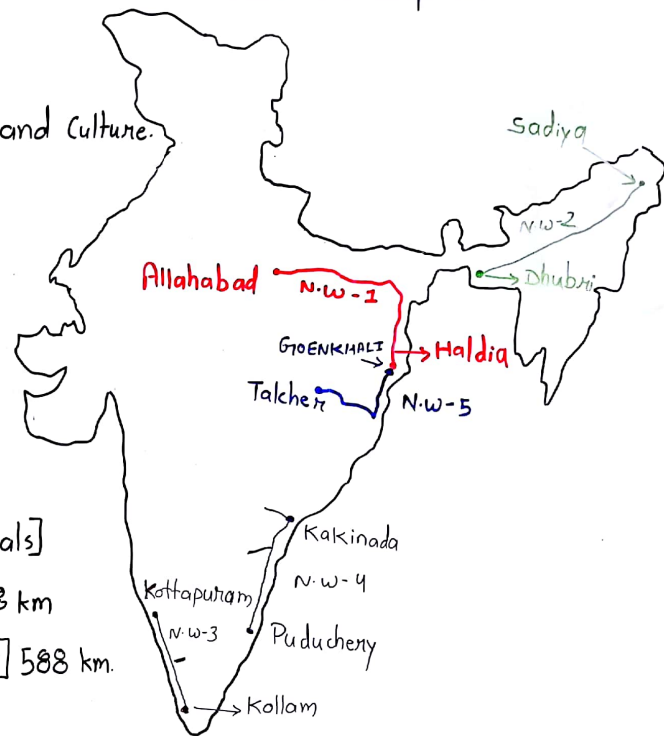 and Culture.
Sadiya
N.W-2
Dhubri
Allahabad
N.W-1
GOENKHALI
Haldia
Talcher
N.W-5
Kakinada
als]
N.W-4
Kottapuram
km
N.W-3
Puduchery
] 588 km.
Kollam